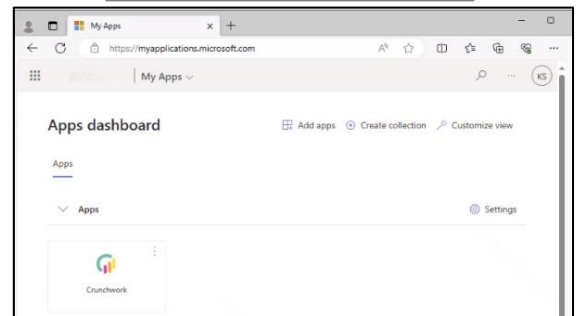 My Apps
https://myapplications.microsoft.com
My Apps
KS
Apps dashboard
Add apps
Create collection
Customize view
Apps
Apps
Settings
Crunchwork